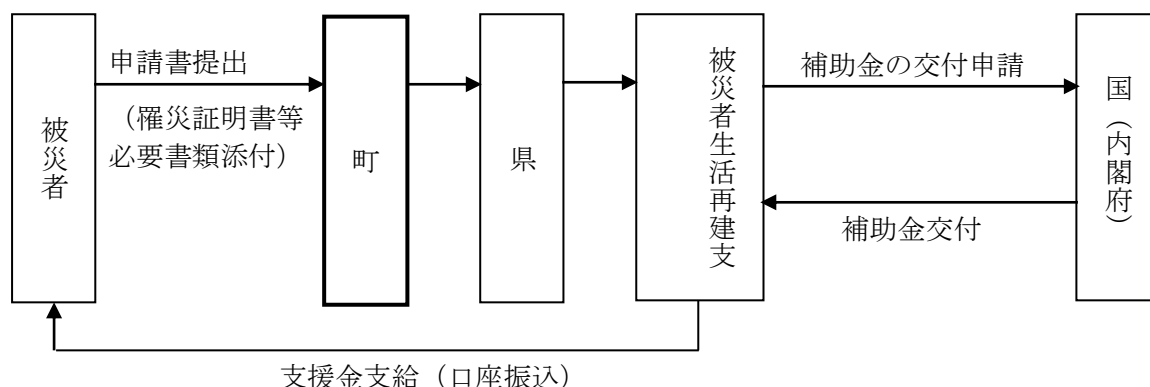 被災者
申請書提出
（罹災証明書等
必要書類添付）
町
県
被災者生活再建支
補助金の交付申請
補助金交付
国（内閣府）
支援金支給（口座振込）